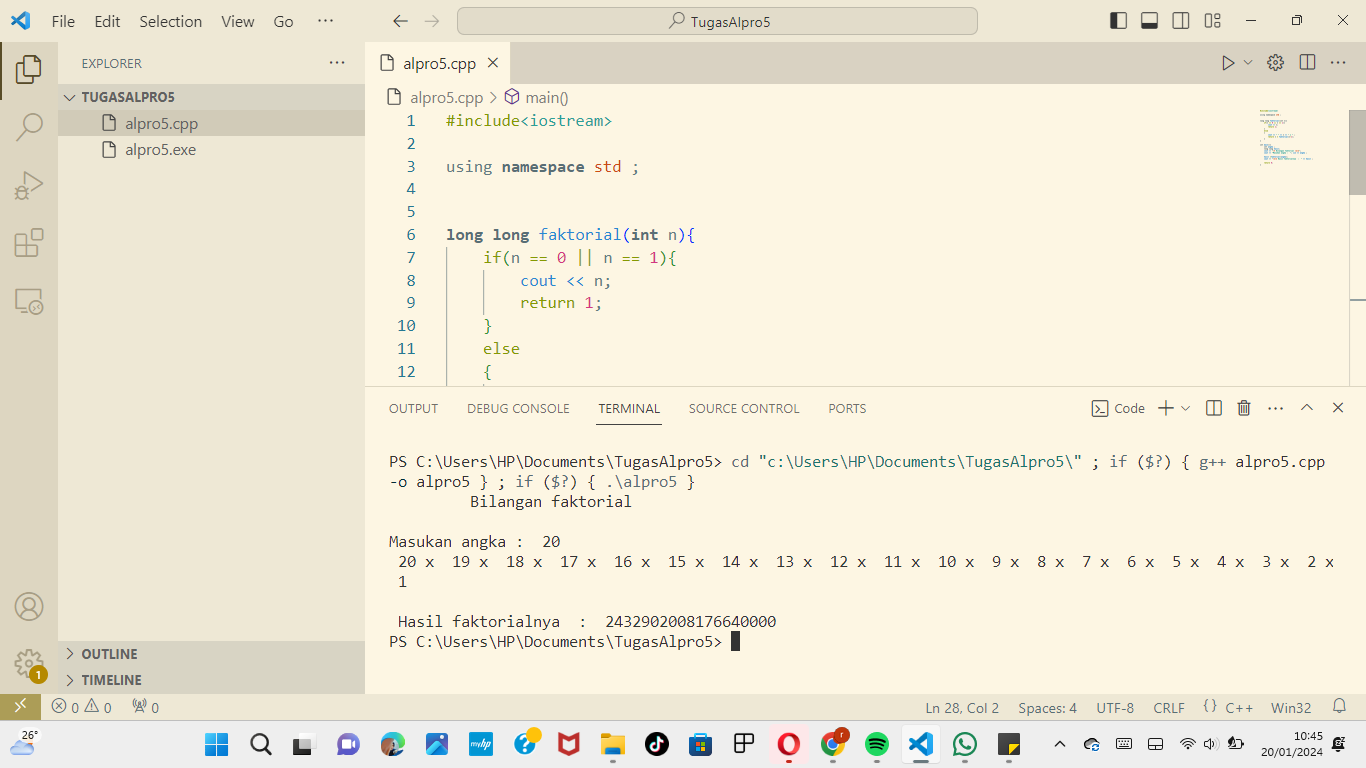 File Edit Selection View Go ···
TugasAlpro5
EXPLORER
TUGASALPRO5
alpro5.cpp
alpro5.exe
OUTLINE
TIMELINE
alpro5.cpp
alpro5.cpp > main()
1 #include<iostream>
2
3 using namespace std ;
4
5
6 long long faktorial(int n){
7 if(n == 0 || n == 1){
8 cout << n;
9 return 1;
10 }
11 else
12 {
OUTPUT DEBUG CONSOLE TERMINAL SOURCE CONTROL PORTS
Code
PS C:\Users\HP\Documents\TugasAlpro5> cd "c:\Users\HP\Documents\TugasAlpro5\" ; if ($?) { g++ alpro5.cpp
-o alpro5 } ; if ($?) { .\alpro5 }
Bilangan faktorial
Masukan angka :  20
20 x  19 x  18 x  17 x  16 x  15 x  14 x  13 x  12 x  11 x  10 x  9 x  8 x  7 x  6 x  5 x  4 x  3 x  2 x
1
Hasil faktorialnya  :  2432902008176640000
PS C:\Users\HP\Documents\TugasAlpro5>
1
0 0 0
Ln 28, Col 2 Spaces: 4 UTF-8 CRLF {} C++ Win32
26°
myhp
r
10:45
20/01/2024